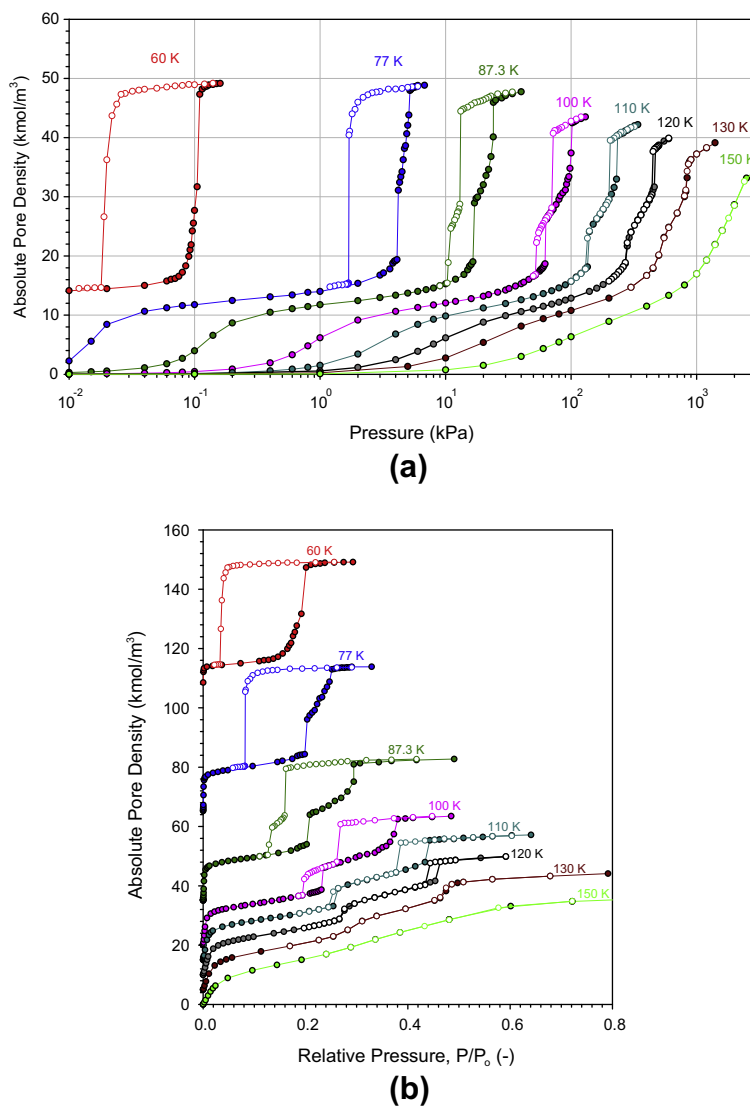 60
50
40
30
20
10
0
Absolute Pore Density (kmol/m³)
60 K
77 K
87.3 K
100 K
110 K
120 K
130 K
150 K
10⁻²
10⁻¹
10⁰
10¹
10²
10³
Pressure (kPa)
(a)
160
140
120
100
80
60
40
20
0
Absolute Pore Density (kmol/m³)
60 K
77 K
87.3 K
100 K
110 K
120 K
130 K
150 K
0.0
0.2
0.4
0.6
0.8
Relative Pressure, P/Pₒ (-)
(b)